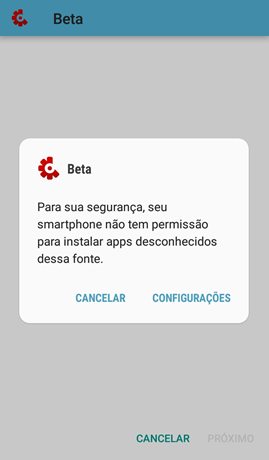 Beta
Beta
Para sua segurança, seu
smartphone não tem permissão
para instalar apps desconhecidos
dessa fonte.
CANCELAR CONFIGURAÇÕES
CANCELAR PRÓXIMO